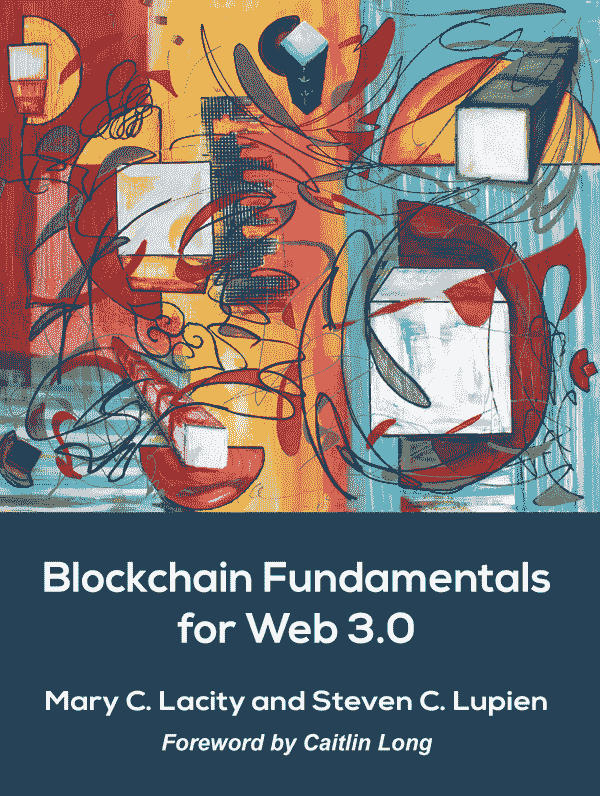 Blockchain Fundamentals
for Web 3.0
Mary C. Lacity and Steven C. Lupien
Foreword by Caitlin Long